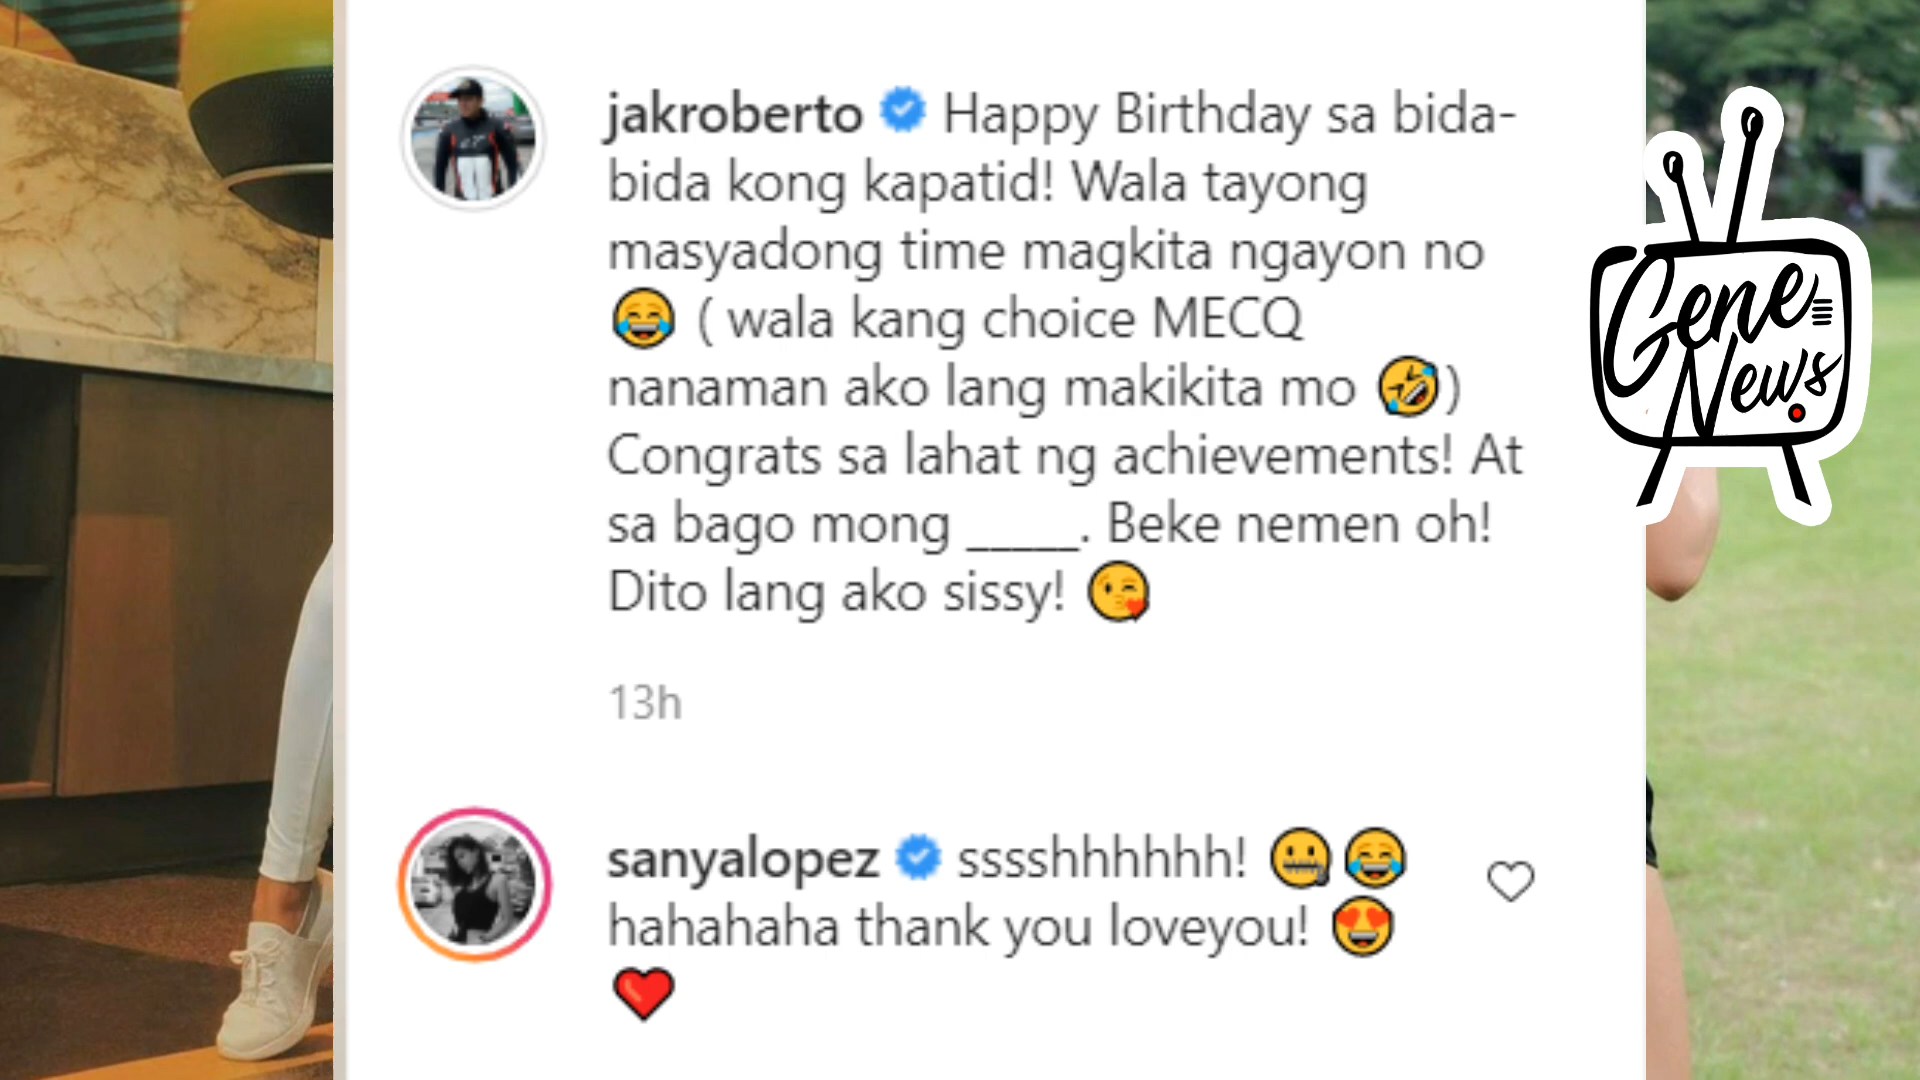 jakroberto Happy Birthday sa bida-
bida kong kapatid! Wala tayong
masyadong time magkita ngayon no
😂 ( wala kang choice MECQ
nanaman ako lang makikita mo 🤣)
Congrats sa lahat ng achievements! At
sa bago mong _____. Beke nemen oh!
Dito lang ako sissy! 😘
13h
sanyalopez sssshhhhhh! 🤐😂
hahahaha thank you loveyou! 😍
❤️
Gene
News